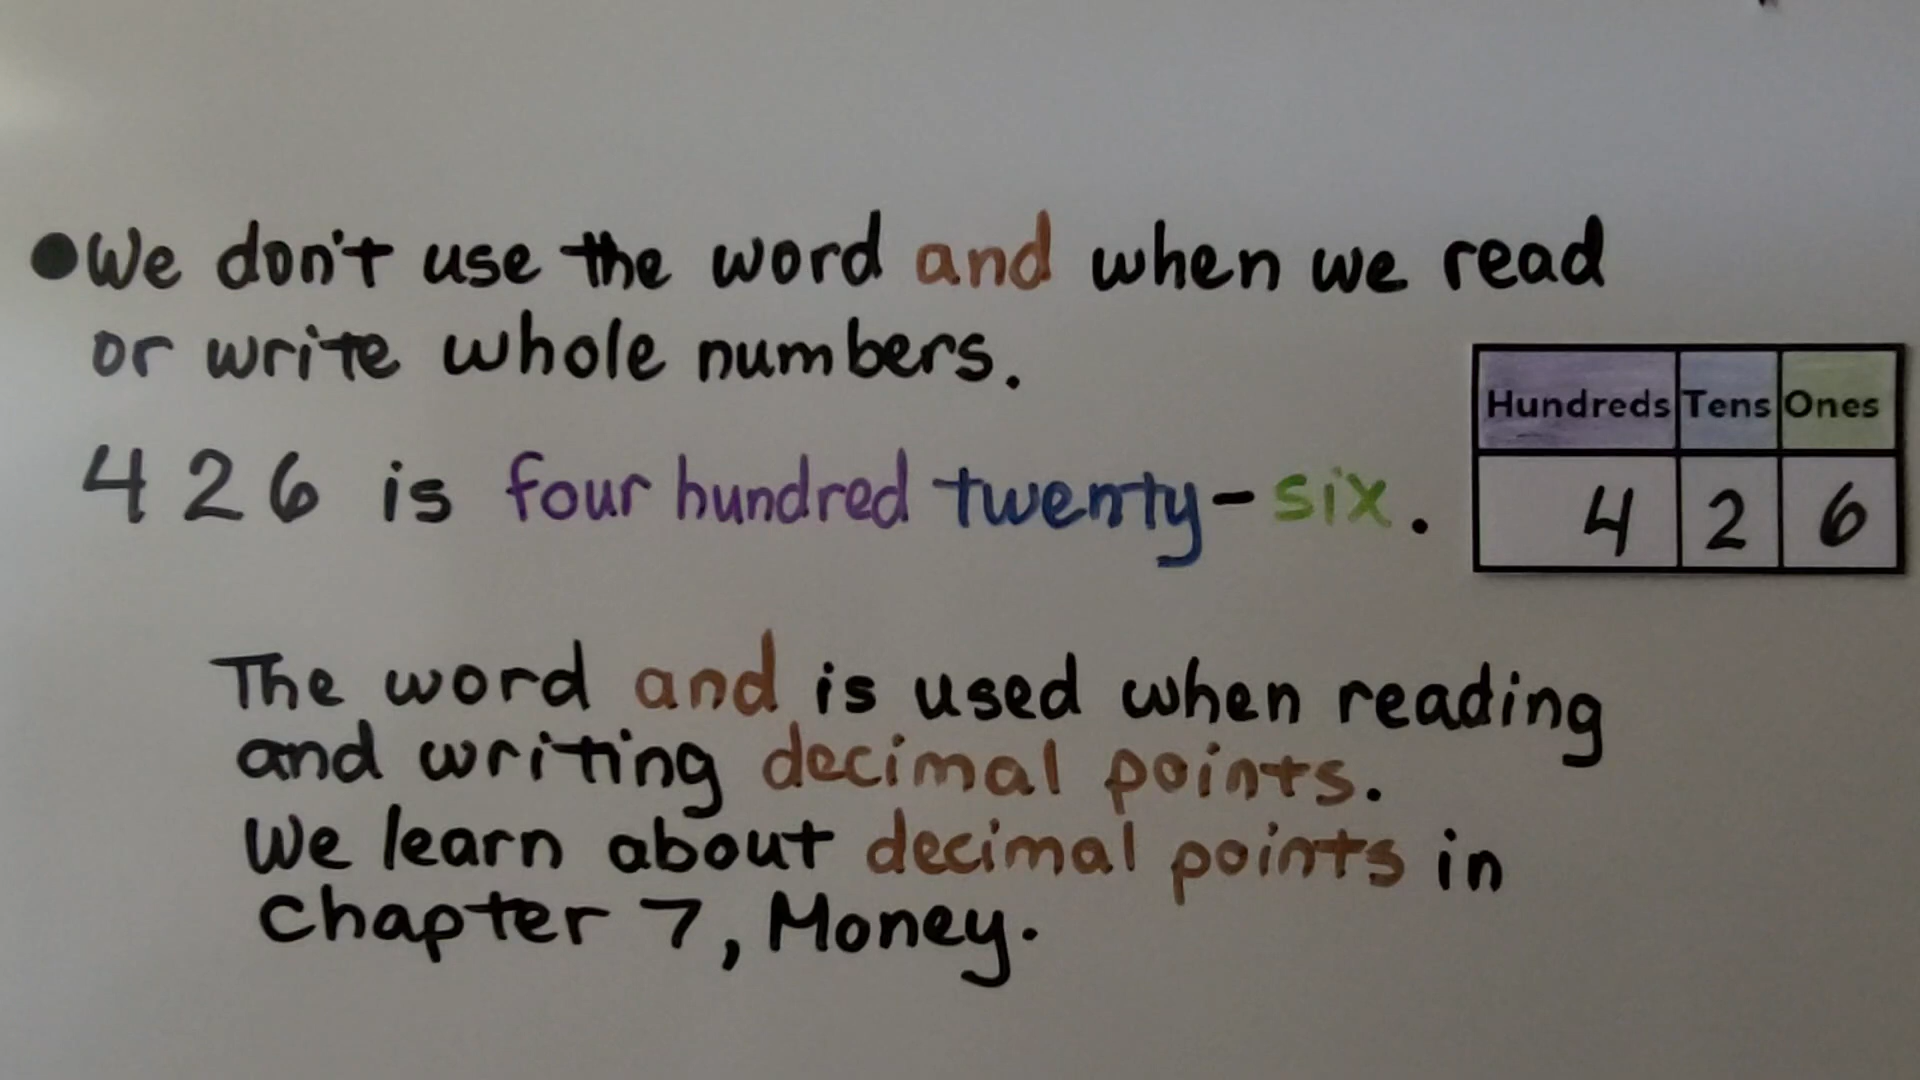 ●We don't use the word and when we read
or write whole numbers.
Hundreds Tens Ones
426 is four hundred twenty-six.
4 2 6
The word and is used when reading
and writing decimal points.
We learn about decimal points in
Chapter 7, Money.